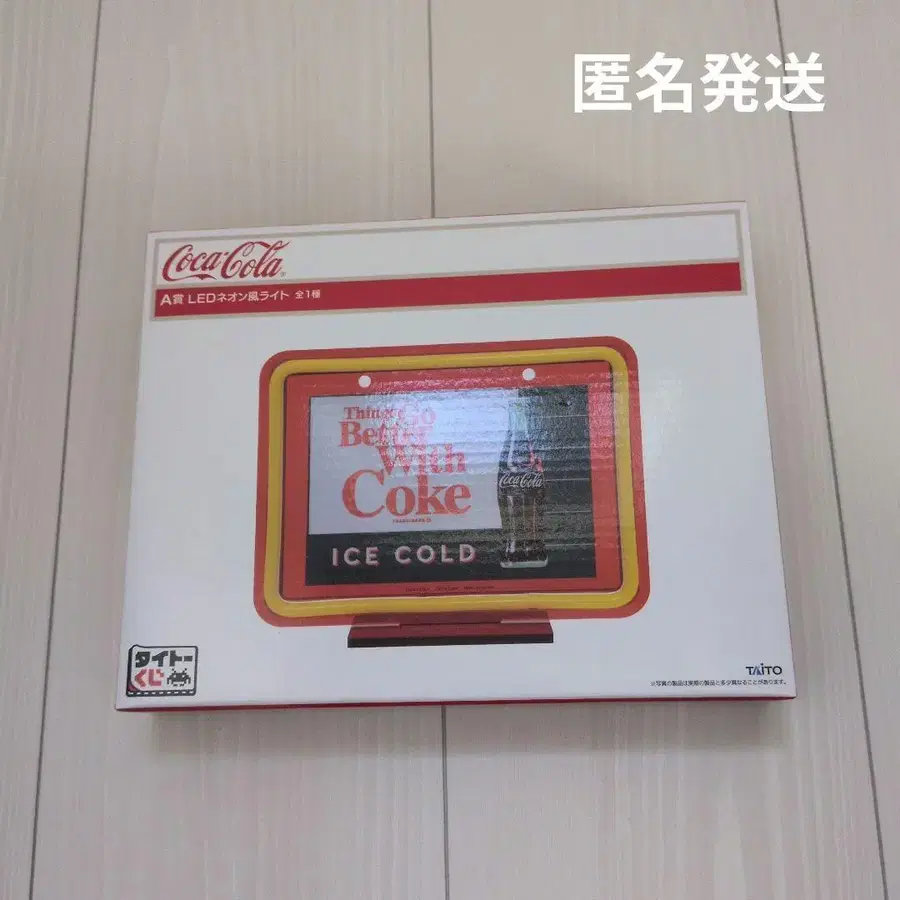 匿名発送
Coca-Cola
A賞 LEDネオン風ライト 全1種
Things Go
Better
With
Coke
TRADE-MARK ®
Coca-Cola
ICE COLD
タイトー
くじ
TAITO
※写真の製品は実際の製品と多少異なることがあります。